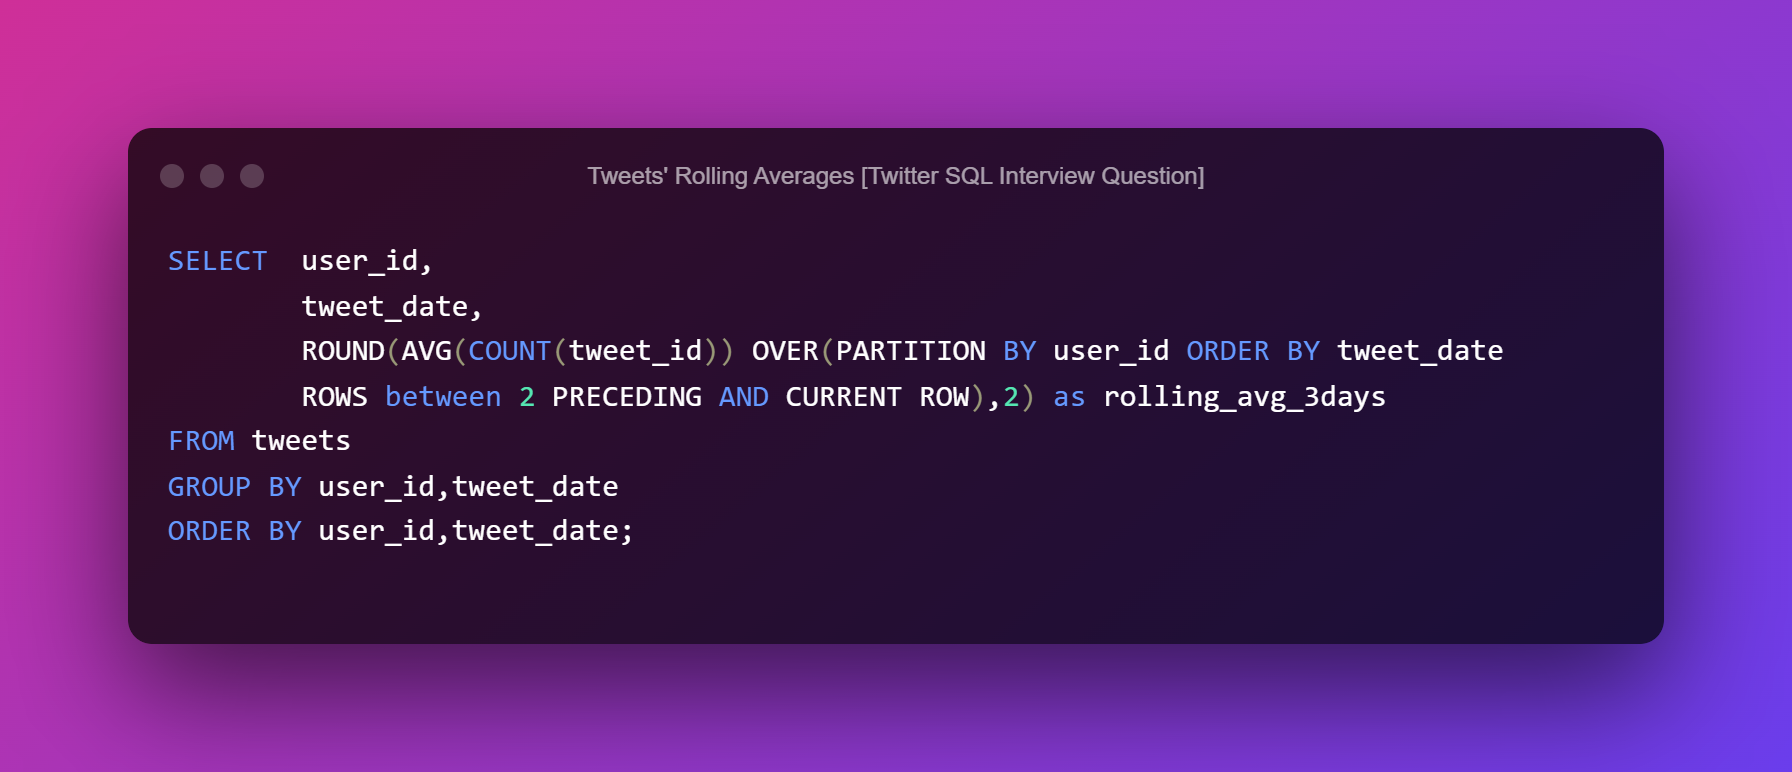 Tweets' Rolling Averages [Twitter SQL Interview Question]
SELECT  user_id,
        tweet_date,
        ROUND(AVG(COUNT(tweet_id)) OVER(PARTITION BY user_id ORDER BY tweet_date
        ROWS between 2 PRECEDING AND CURRENT ROW),2) as rolling_avg_3days
FROM tweets
GROUP BY user_id,tweet_date
ORDER BY user_id,tweet_date;